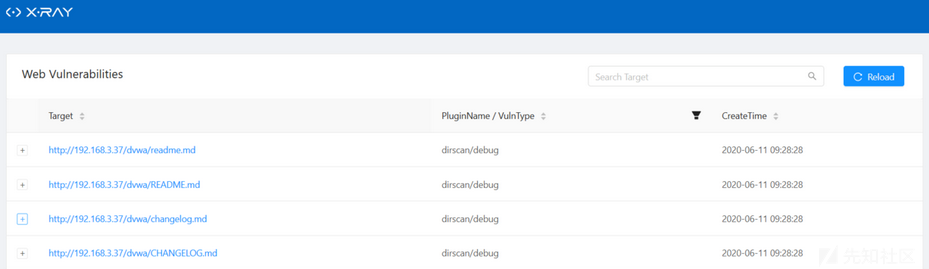 X-RAY
Web Vulnerabilities
Search Target
Reload
Target PluginName / VulnType CreateTime
http://192.168.3.37/dvwa/readme.md dirscan/debug 2020-06-11 09:28:28
http://192.168.3.37/dvwa/README.md dirscan/debug 2020-06-11 09:28:28
http://192.168.3.37/dvwa/changelog.md dirscan/debug 2020-06-11 09:28:28
http://192.168.3.37/dvwa/CHANGELOG.md dirscan/debug 2020-06-11 09:28:28
先知社区